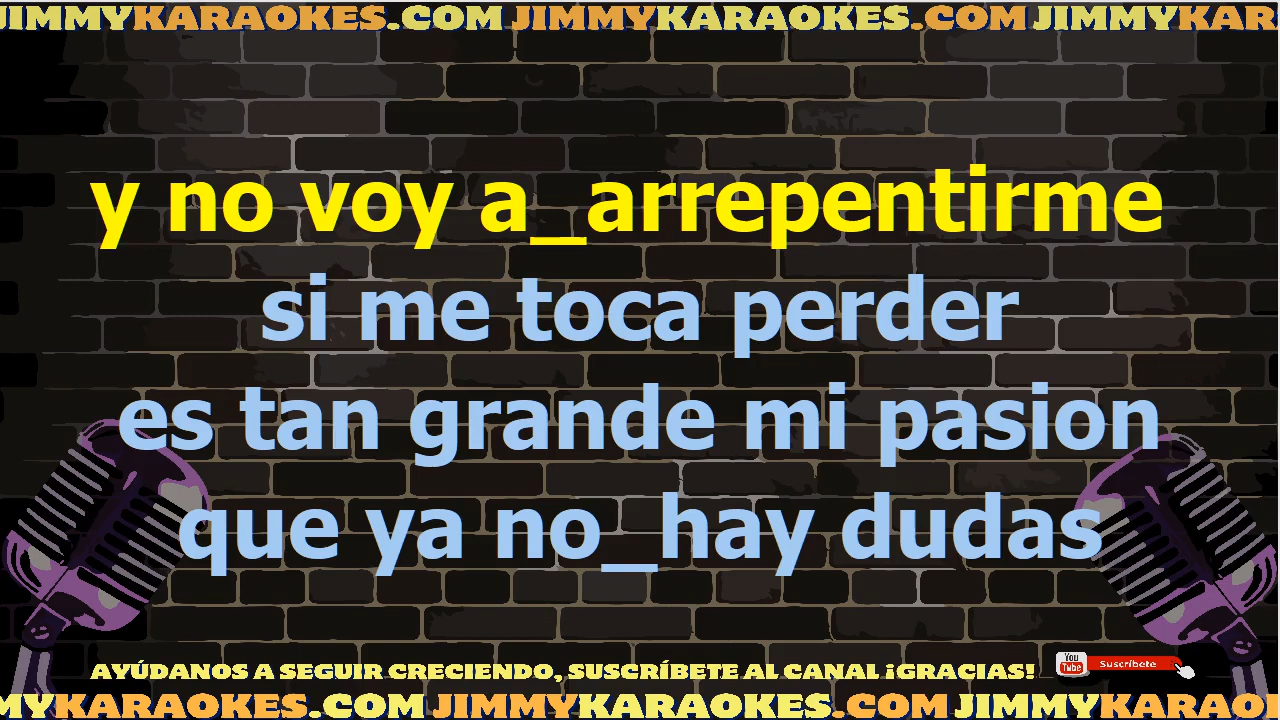 JIMMYKARAOKES.COM JIMMYKARAOKES.COM JIMMYKAR
y no voy a_arrepentirme
si me toca perder
es tan grande mi pasion
que ya no_hay dudas
AYÚDANOS A SEGUIR CRECIENDO, SUSCRÍBETE AL CANAL ¡GRACIAS!
You Tube Suscríbete
MYKARAOKES.COM JIMMYKARAOKES.COM JIMMYKARAO